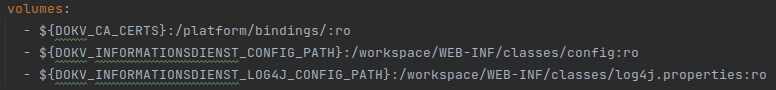 volumes:
- ${DOKV_CA_CERTS}:/platform/bindings/:ro
- ${DOKV_INFORMATIONSDIENST_CONFIG_PATH}:/workspace/WEB-INF/classes/config:ro
- ${DOKV_INFORMATIONSDIENST_LOG4J_CONFIG_PATH}:/workspace/WEB-INF/classes/log4j.properties:ro